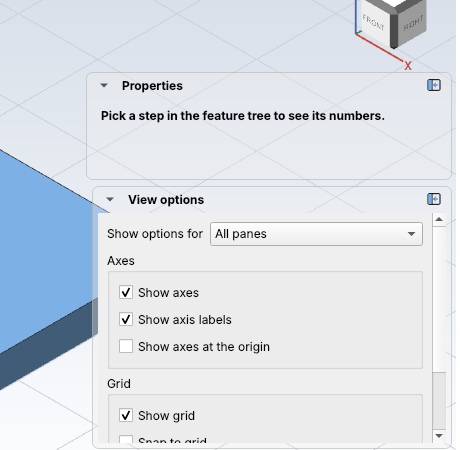 FRONT
RIGHT
X
Properties
Pick a step in the feature tree to see its numbers.
View options
Show options for All panes
Axes
Show axes
Show axis labels
Show axes at the origin
Grid
Show grid
Snap to grid